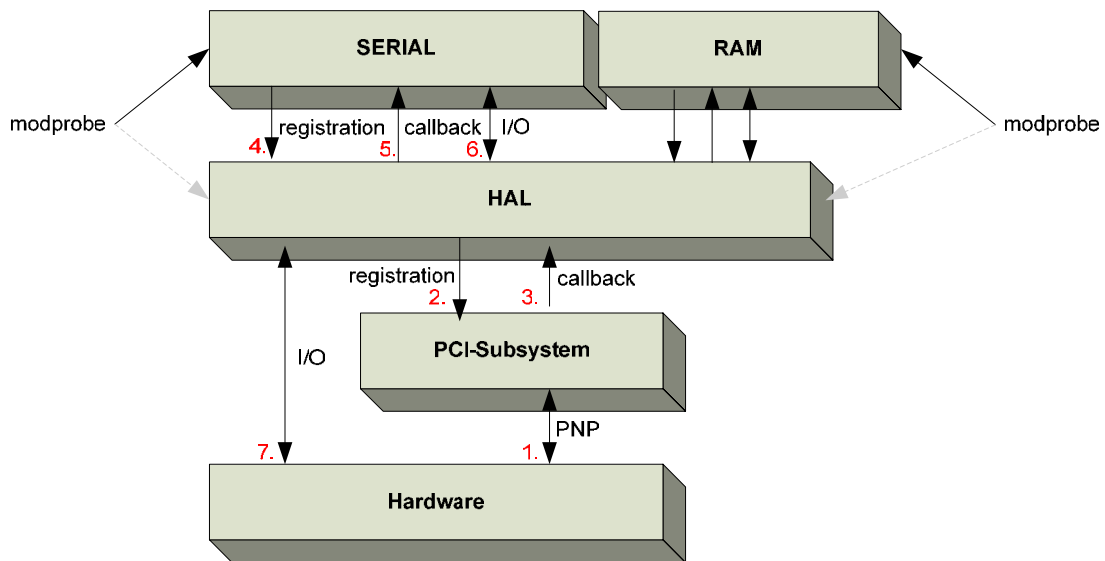 SERIAL
RAM
modprobe
registration
callback
I/O
modprobe
4.
5.
6.
HAL
registration
callback
2.
3.
PCI-Subsystem
I/O
PNP
7.
1.
Hardware